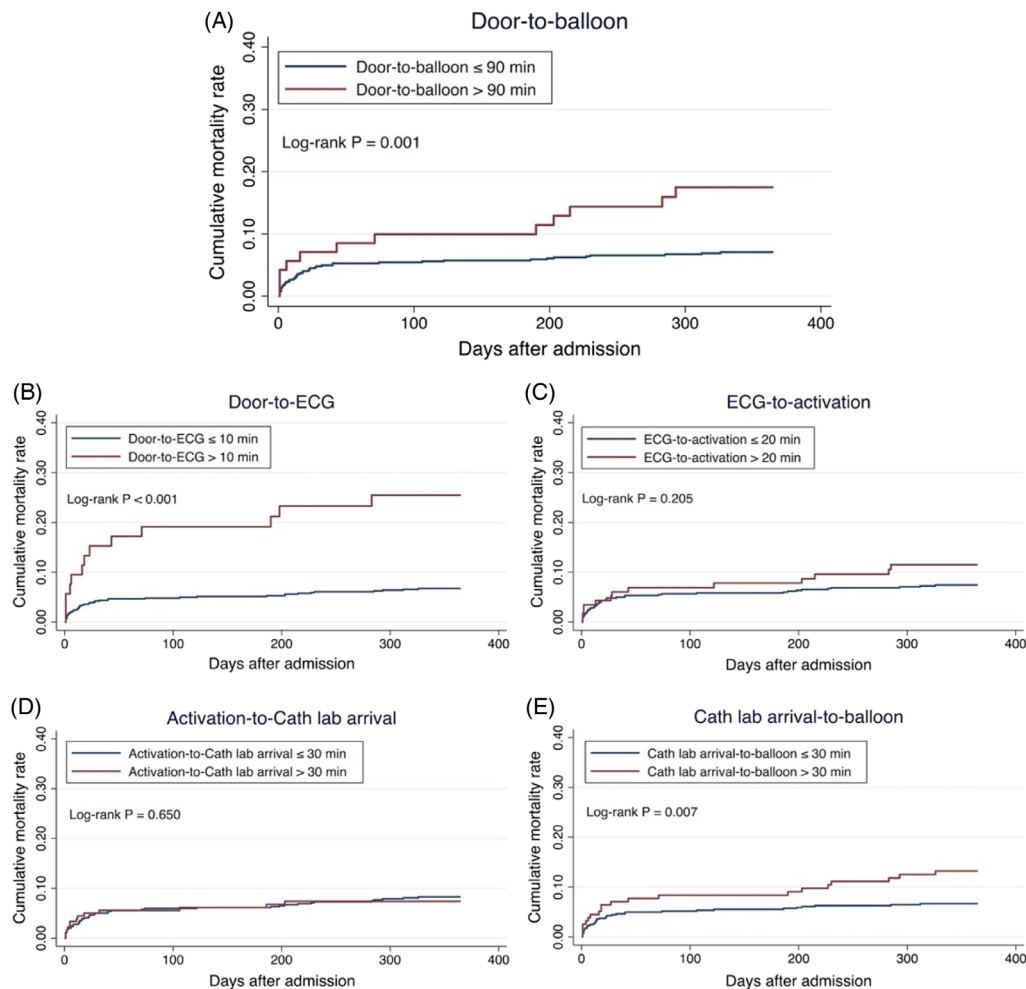 (A) Door-to-balloon
Cumulative mortality rate
0.40
0.30
0.20
0.10
0.00
Door-to-balloon ≤ 90 min
Door-to-balloon > 90 min
Log-rank P = 0.001
0 100 200 300 400
Days after admission
(B) Door-to-ECG
Cumulative mortality rate
0.40
0.30
0.20
0.10
0.00
Door-to-ECG ≤ 10 min
Door-to-ECG > 10 min
Log-rank P < 0.001
0 100 200 300 400
Days after admission
(C) ECG-to-activation
Cumulative mortality rate
0.40
0.30
0.20
0.10
0.00
ECG-to-activation ≤ 20 min
ECG-to-activation > 20 min
Log-rank P = 0.205
0 100 200 300 400
Days after admission
(D) Activation-to-Cath lab arrival
Cumulative mortality rate
0.40
0.30
0.20
0.10
0.00
Activation-to-Cath lab arrival ≤ 30 min
Activation-to-Cath lab arrival > 30 min
Log-rank P = 0.650
0 100 200 300 400
Days after admission
(E) Cath lab arrival-to-balloon
Cumulative mortality rate
0.40
0.30
0.20
0.10
0.00
Cath lab arrival-to-balloon ≤ 30 min
Cath lab arrival-to-balloon > 30 min
Log-rank P = 0.007
0 100 200 300 400
Days after admission